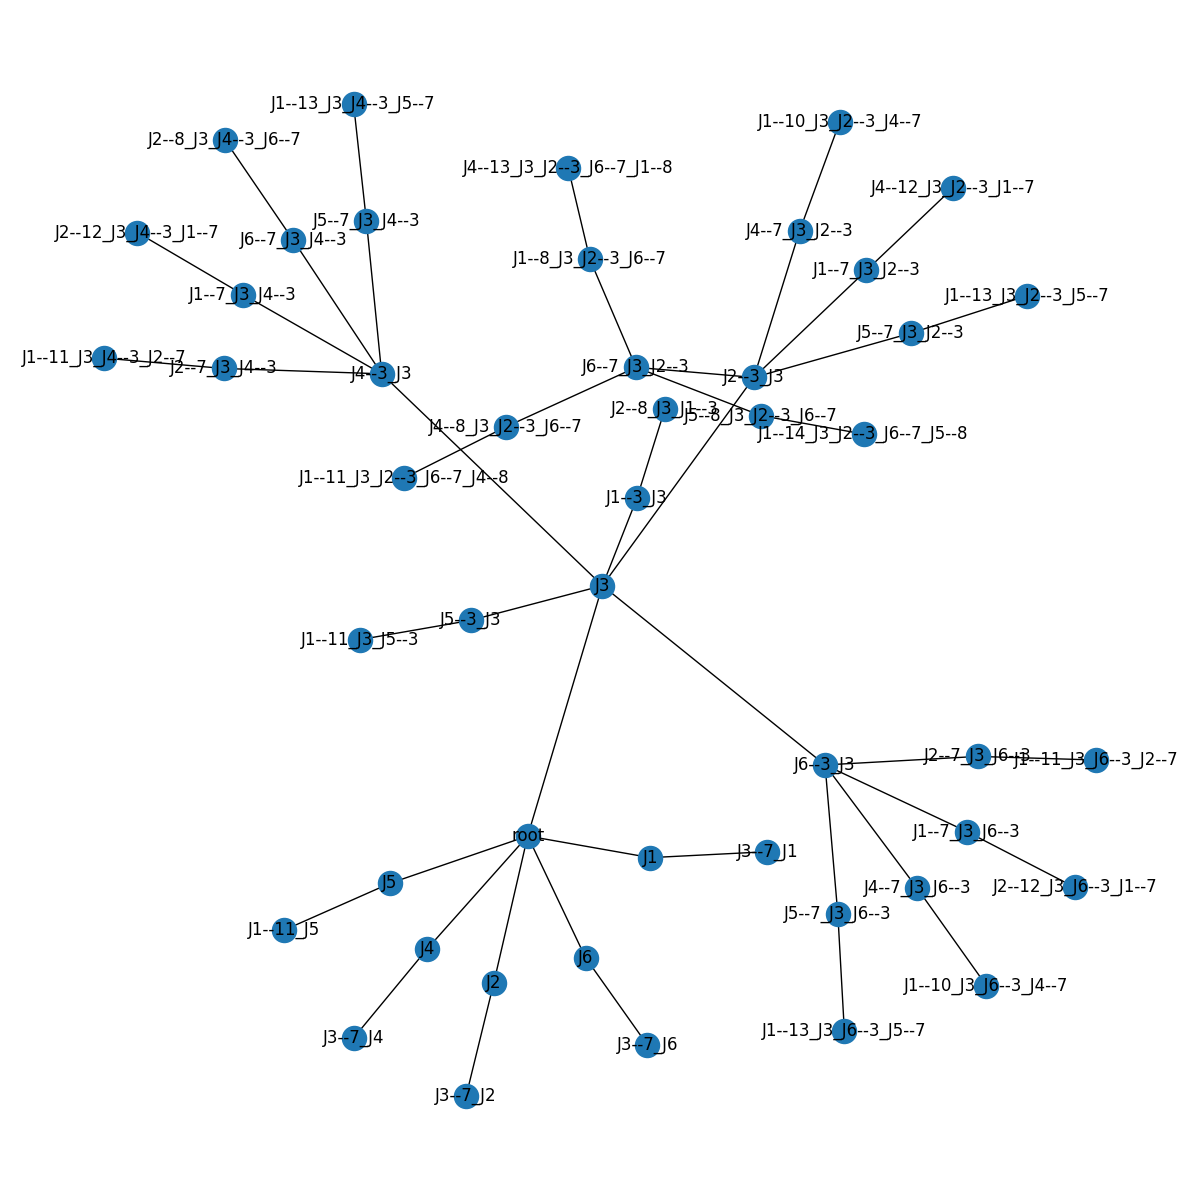 J1--13_J3_J4--3_J5--7
J1--10_J3_J2--3_J4--7
J2--8_J3_J4--3_J6--7
J4--13_J3_J2--3_J6--7_J1--8
J4--12_J3_J2--3_J1--7
J5--7_J3_J4--3
J4--7_J3_J2--3
J2--12_J3_J4--3_J1--7
J6--7_J3_J4--3
J1--8_J3_J2--3_J6--7
J1--7_J3_J2--3
J1--7_J3_J4--3
J1--13_J3_J2--3_J5--7
J5--7_J3_J2--3
J1--11_J3_J4--3_J2--7
J2--7_J3_J4--3
J4--3_J3
J6--7_J3_J2--3
J2--3_J3
J2--8_J3_J1--3
J5--8_J3_J2--3_J6--7
J4--8_J3_J2--3_J6--7
J1--14_J3_J2--3_J6--7_J5--8
J1--11_J3_J2--3_J6--7_J4--8
J1--3_J3
J3
J5--3_J3
J1--11_J3_J5--3
J2--7_J3_J6--3
J1--11_J3_J6--3_J2--7
J6--3_J3
root
J1--7_J3_J6--3
J1
J3--7_J1
J5
J4--7_J3_J6--3
J2--12_J3_J6--3_J1--7
J5--7_J3_J6--3
J1--11_J5
J4
J6
J2
J1--10_J3_J6--3_J4--7
J1--13_J3_J6--3_J5--7
J3--7_J4
J3--7_J6
J3--7_J2